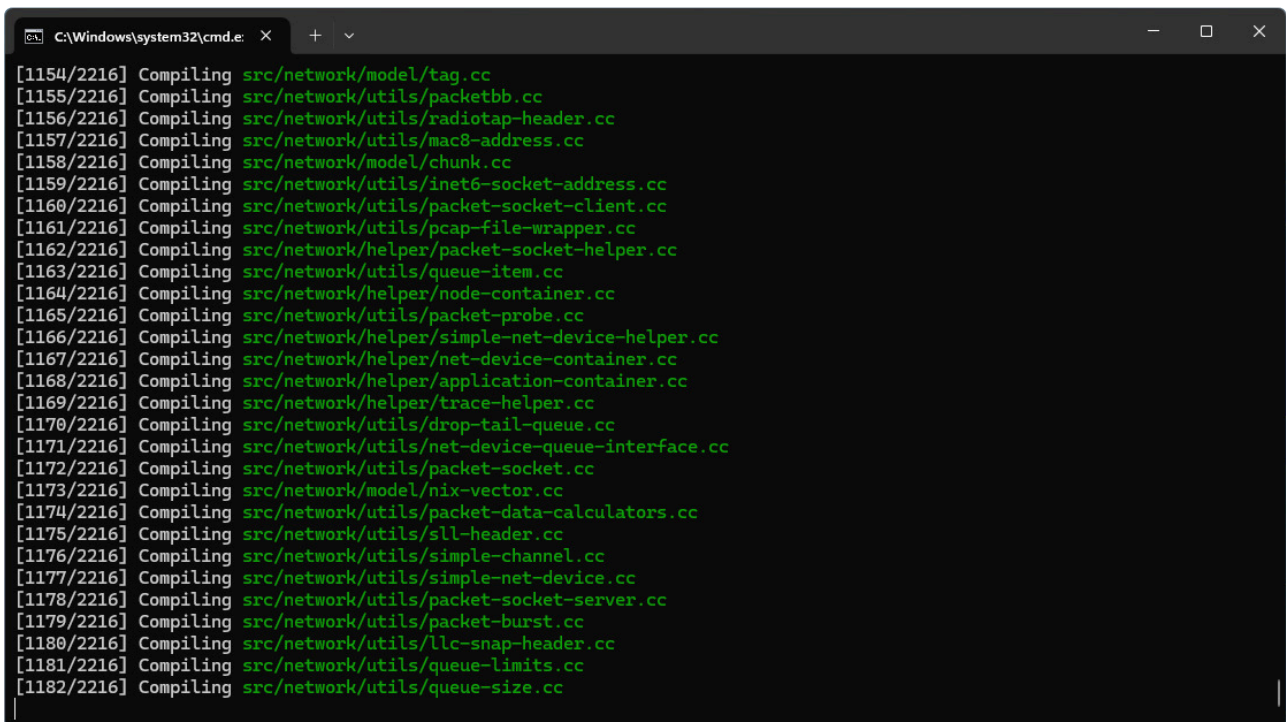 C:\Windows\system32\cmd.e:
[1154/2216] Compiling src/network/model/tag.cc
[1155/2216] Compiling src/network/utils/packetbb.cc
[1156/2216] Compiling src/network/utils/radiotap-header.cc
[1157/2216] Compiling src/network/utils/mac8-address.cc
[1158/2216] Compiling src/network/model/chunk.cc
[1159/2216] Compiling src/network/utils/inet6-socket-address.cc
[1160/2216] Compiling src/network/utils/packet-socket-client.cc
[1161/2216] Compiling src/network/utils/pcap-file-wrapper.cc
[1162/2216] Compiling src/network/helper/packet-socket-helper.cc
[1163/2216] Compiling src/network/utils/queue-item.cc
[1164/2216] Compiling src/network/helper/node-container.cc
[1165/2216] Compiling src/network/utils/packet-probe.cc
[1166/2216] Compiling src/network/helper/simple-net-device-helper.cc
[1167/2216] Compiling src/network/helper/net-device-container.cc
[1168/2216] Compiling src/network/helper/application-container.cc
[1169/2216] Compiling src/network/helper/trace-helper.cc
[1170/2216] Compiling src/network/utils/drop-tail-queue.cc
[1171/2216] Compiling src/network/utils/net-device-queue-interface.cc
[1172/2216] Compiling src/network/utils/packet-socket.cc
[1173/2216] Compiling src/network/model/nix-vector.cc
[1174/2216] Compiling src/network/utils/packet-data-calculators.cc
[1175/2216] Compiling src/network/utils/sll-header.cc
[1176/2216] Compiling src/network/utils/simple-channel.cc
[1177/2216] Compiling src/network/utils/simple-net-device.cc
[1178/2216] Compiling src/network/utils/packet-socket-server.cc
[1179/2216] Compiling src/network/utils/packet-burst.cc
[1180/2216] Compiling src/network/utils/llc-snap-header.cc
[1181/2216] Compiling src/network/utils/queue-limits.cc
[1182/2216] Compiling src/network/utils/queue-size.cc